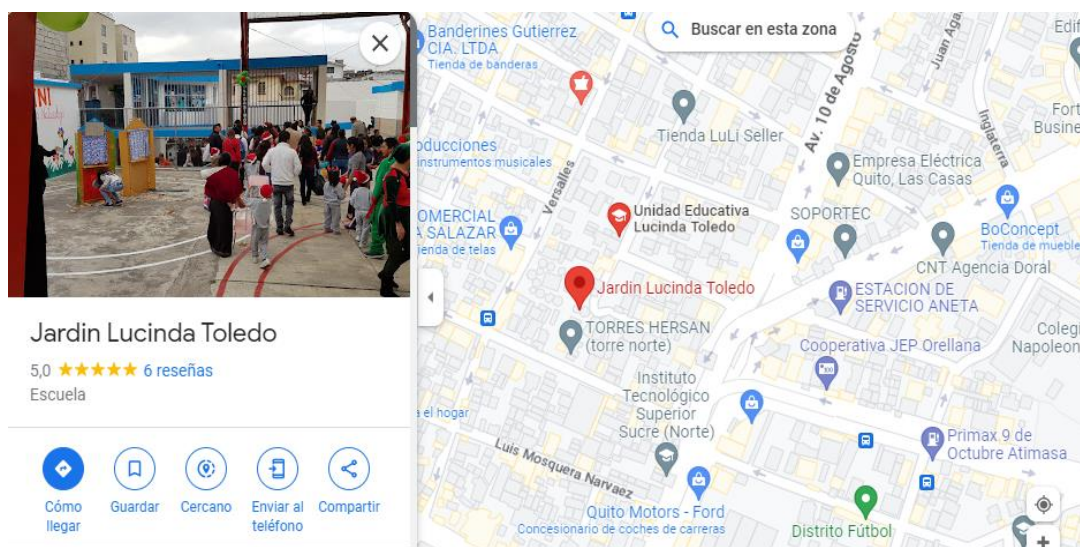 NI
Jardin Lucinda Toledo
5,0 ★★★★★ 6 reseñas
Escuela
Cómo
llegar
Guardar
Cercano
Enviar al
teléfono
Compartir
Buscar en esta zona
Banderines Gutierrez
CIA. LTDA
Tienda de banderas
Tienda LuLi Seller
Av. 10 de Agosto
Juan Aga
Edif
Inglaterra
Fort
Busine
oducciones
instrumentos musicales
Versalles
Empresa Eléctrica
Quito, Las Casas
OMERCIAL
A SALAZAR
ienda de telas
Unidad Educativa
Lucinda Toledo
SOPORTEC
BoConcept
Tienda de mueble
CNT Agencia Doral
Jardin Lucinda Toledo
ESTACION DE
SERVICIO ANETA
TORRES HERSAN
(torre norte)
Cooperativa JEP Orellana
Colegi
Napoleon
Instituto
Tecnológico
Superior
Sucre (Norte)
a el hogar
Luis Mosquera Narvaez
Primax 9 de
Octubre Atimasa
Quito Motors - Ford
Concesionario de coches de carreras
Distrito Fútbol